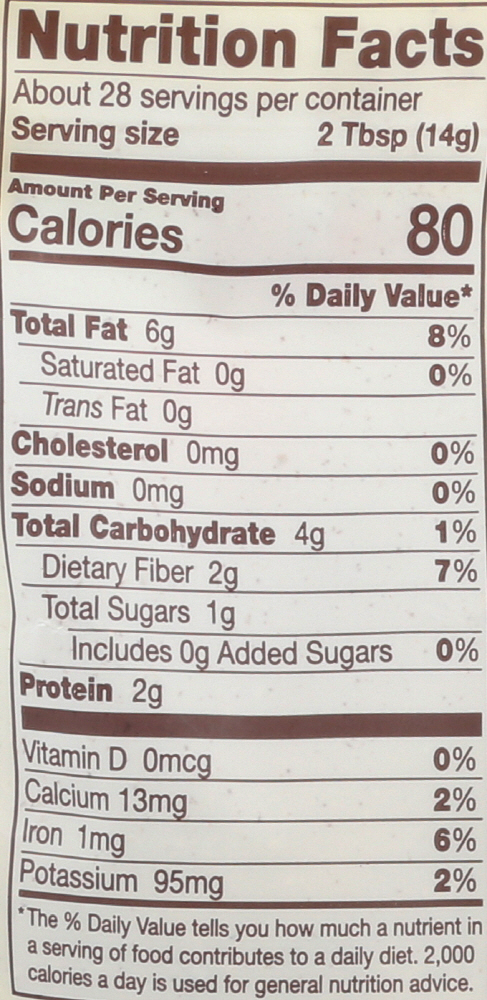 Nutrition Facts
About 28 servings per container
Serving size 2 Tbsp (14g)
Amount Per Serving
Calories 80
% Daily Value*
Total Fat 6g 8%
Saturated Fat 0g 0%
Trans Fat 0g
Cholesterol 0mg 0%
Sodium 0mg 0%
Total Carbohydrate 4g 1%
Dietary Fiber 2g 7%
Total Sugars 1g
Includes 0g Added Sugars 0%
Protein 2g
Vitamin D 0mcg 0%
Calcium 13mg 2%
Iron 1mg 6%
Potassium 95mg 2%
*The % Daily Value tells you how much a nutrient in
a serving of food contributes to a daily diet. 2,000
calories a day is used for general nutrition advice.